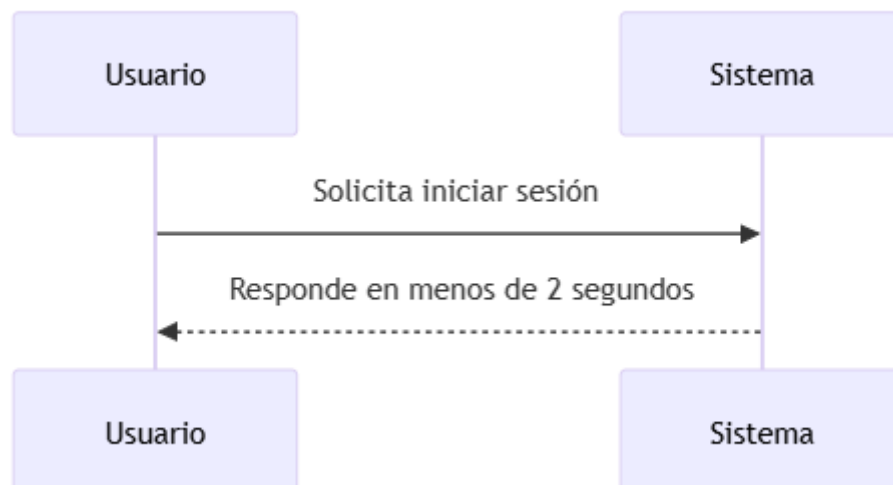 Usuario
Sistema
Solicita iniciar sesión
Responde en menos de 2 segundos
Usuario
Sistema